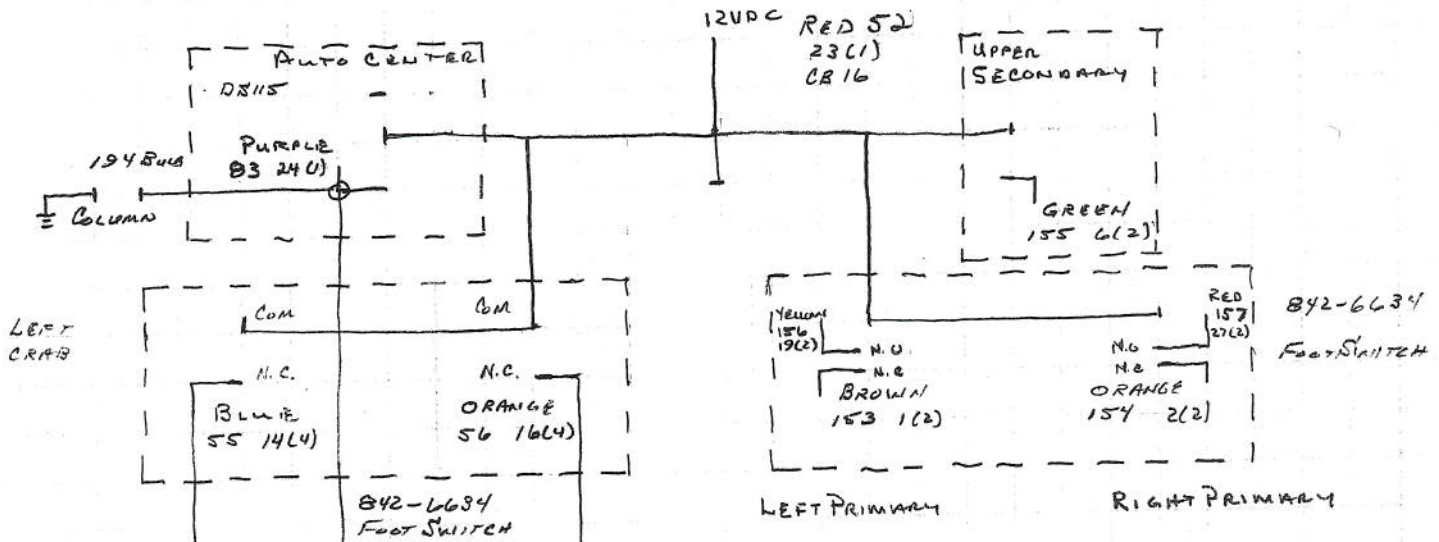 12VDC
RED 52
23(1)
CB 16
AUTO CENTER
DS115
PURPLE
83 24(1)
194 BULB
COLUMN
UPPER
SECONDARY
GREEN
155 6(2)
LEFT
CRAB
COM
COM
N.C.
BLUE
55 14(4)
N.C.
ORANGE
56 16(4)
842-6634
FOOT SWITCH
Yellow
156
19(2)
N.O.
N.C.
BROWN
153 1(2)
RED
157
27(2)
N.O
N.C
ORANGE
154 2(2)
842-6634
FOOT SWITCH
LEFT PRIMARY
RIGHT PRIMARY